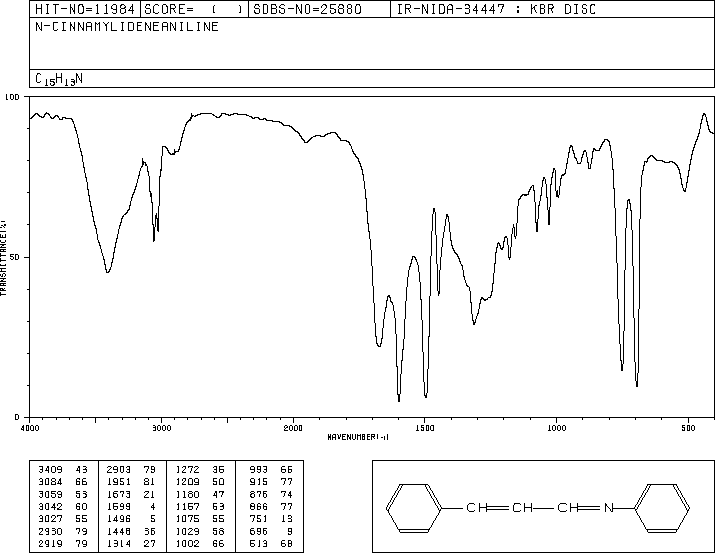 HIT-NO=11984 SCORE= ( ) SDBS-NO=25880 IR-NIDA-34447 : KBR DISC
N-CINNAMYLIDENEANILINE
C15H13N
100
50
0
TRANSMITTANCE(%)
4000 3000 2000 1500 1000 500
WAVENUMBER(-1)
3409 43 2903 79 1272 36 993 66
3084 66 1951 81 1209 50 915 77
3059 53 1673 21 1180 47 876 74
3042 60 1599 4 1157 53 866 77
3027 55 1496 5 1075 55 751 13
2930 79 1448 36 1029 58 696 9
2919 79 1314 27 1002 66 513 68
CH CH CH N